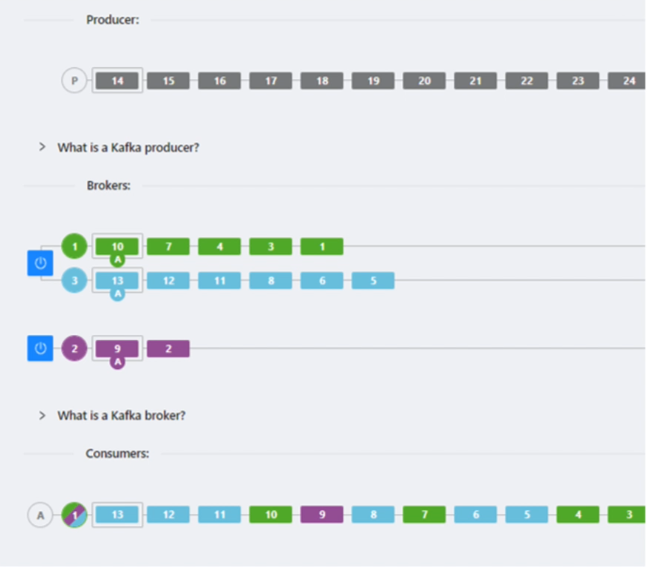 Producer:
P 14 15 16 17 18 19 20 21 22 23 24
What is a Kafka producer?
Brokers:
1 10 7 4 3 1
A
3 13 12 11 8 6 5
A
2 9 2
A
What is a Kafka broker?
Consumers:
A 1 13 12 11 10 9 8 7 6 5 4 3